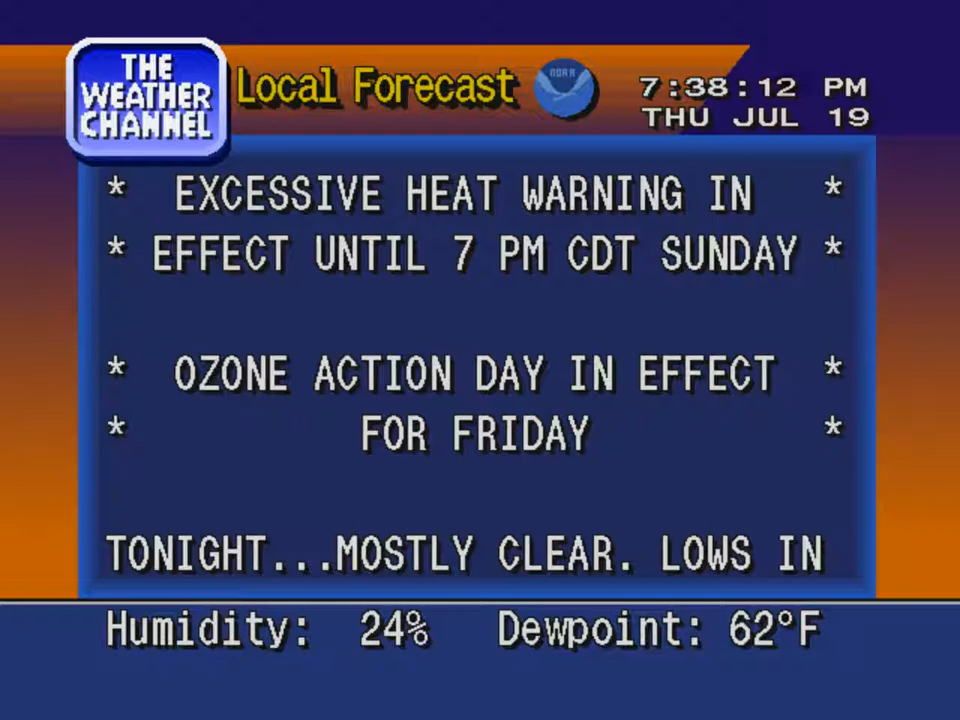 THE
WEATHER
CHANNEL
Local Forecast
NOAA
7:38:12 PM
THU JUL 19
* EXCESSIVE HEAT WARNING IN *
* EFFECT UNTIL 7 PM CDT SUNDAY *
* OZONE ACTION DAY IN EFFECT *
* FOR FRIDAY *
TONIGHT...MOSTLY CLEAR. LOWS IN
Humidity: 24% Dewpoint: 62°F